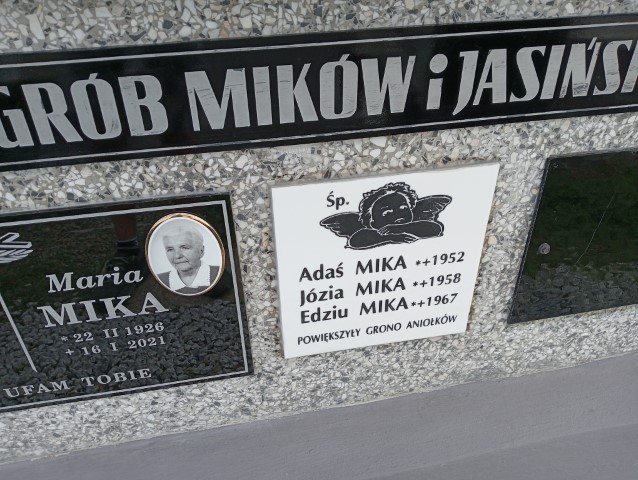 GRÓB MIKÓW i JASIŃSK
Maria
MIKA
* 22 II 1926
+ 16 I 2021
UFAM TOBIE
Śp.
Adaś MIKA *+1952
Józia MIKA *+1958
Edziu MIKA *+1967
POWIĘKSZYŁY GRONO ANIOŁKÓW